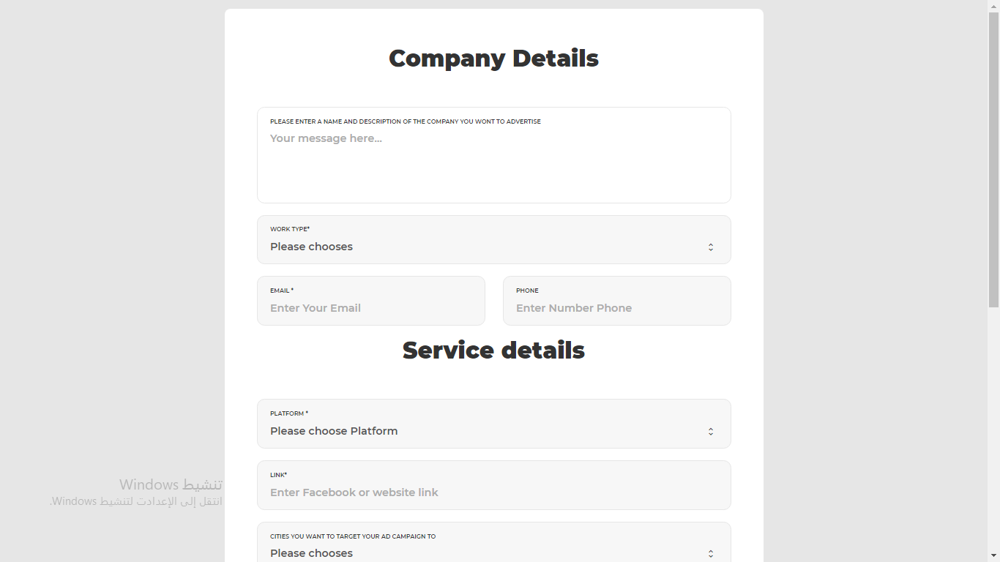 Company Details
PLEASE ENTER A NAME AND DESCRIPTION OF THE COMPANY YOU WONT TO ADVERTISE
Your message here...
WORK TYPE*
Please chooses
EMAIL *
Enter Your Email
PHONE
Enter Number Phone
Service details
PLATFORM *
Please choose Platform
LINK*
Enter Facebook or website link
CITIES YOU WANT TO TARGET YOUR AD CAMPAIGN TO
Please chooses
تنشيط Windows
انتقل إلى الإعدادت لتنشيط Windows.